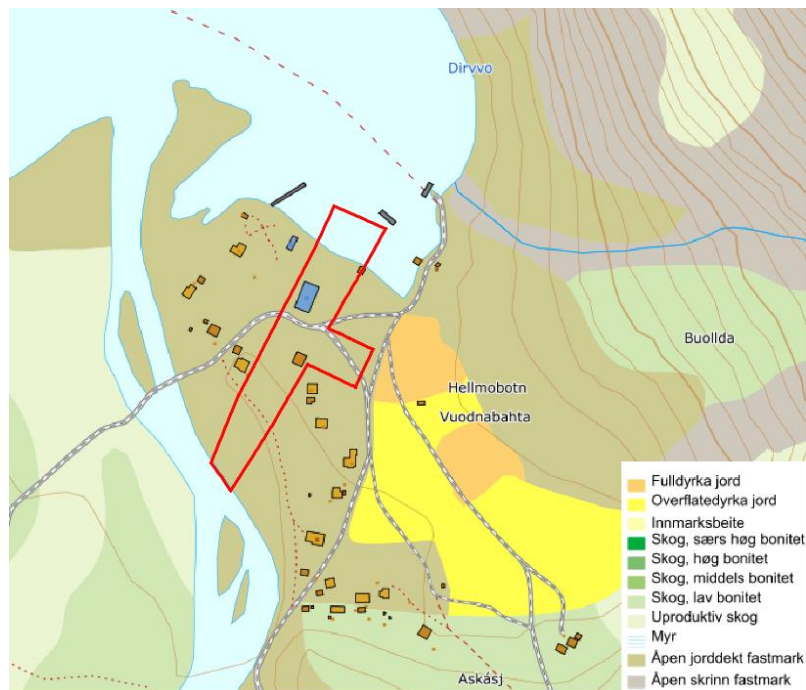 Dirvvo
Buollda
Hellmobotn
Vuodnabahta
Askásj
Fulldyrka jord
Overflatedyrka jord
Innmarksbeite
Skog, særs høg bonitet
Skog, høg bonitet
Skog, middels bonitet
Skog, lav bonitet
Uproduktiv skog
Myr
Åpen jorddekt fastmark
Åpen skrinn fastmark